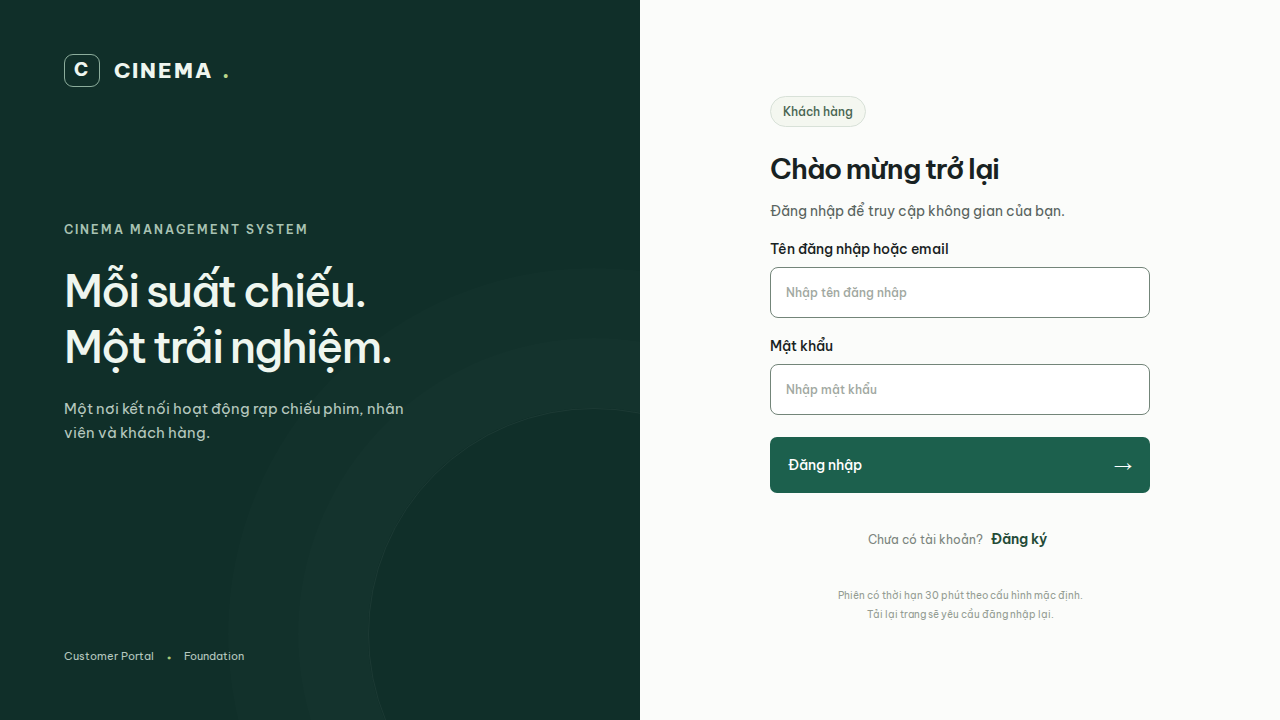 C CINEMA .
CINEMA MANAGEMENT SYSTEM
Mỗi suất chiếu.
Một trải nghiệm.
Một nơi kết nối hoạt động rạp chiếu phim, nhân
viên và khách hàng.
Customer Portal • Foundation
Khách hàng
Chào mừng trở lại
Đăng nhập để truy cập không gian của bạn.
Tên đăng nhập hoặc email
Nhập tên đăng nhập
Mật khẩu
Nhập mật khẩu
Đăng nhập →
Chưa có tài khoản? Đăng ký
Phiên có thời hạn 30 phút theo cấu hình mặc định.
Tải lại trang sẽ yêu cầu đăng nhập lại.